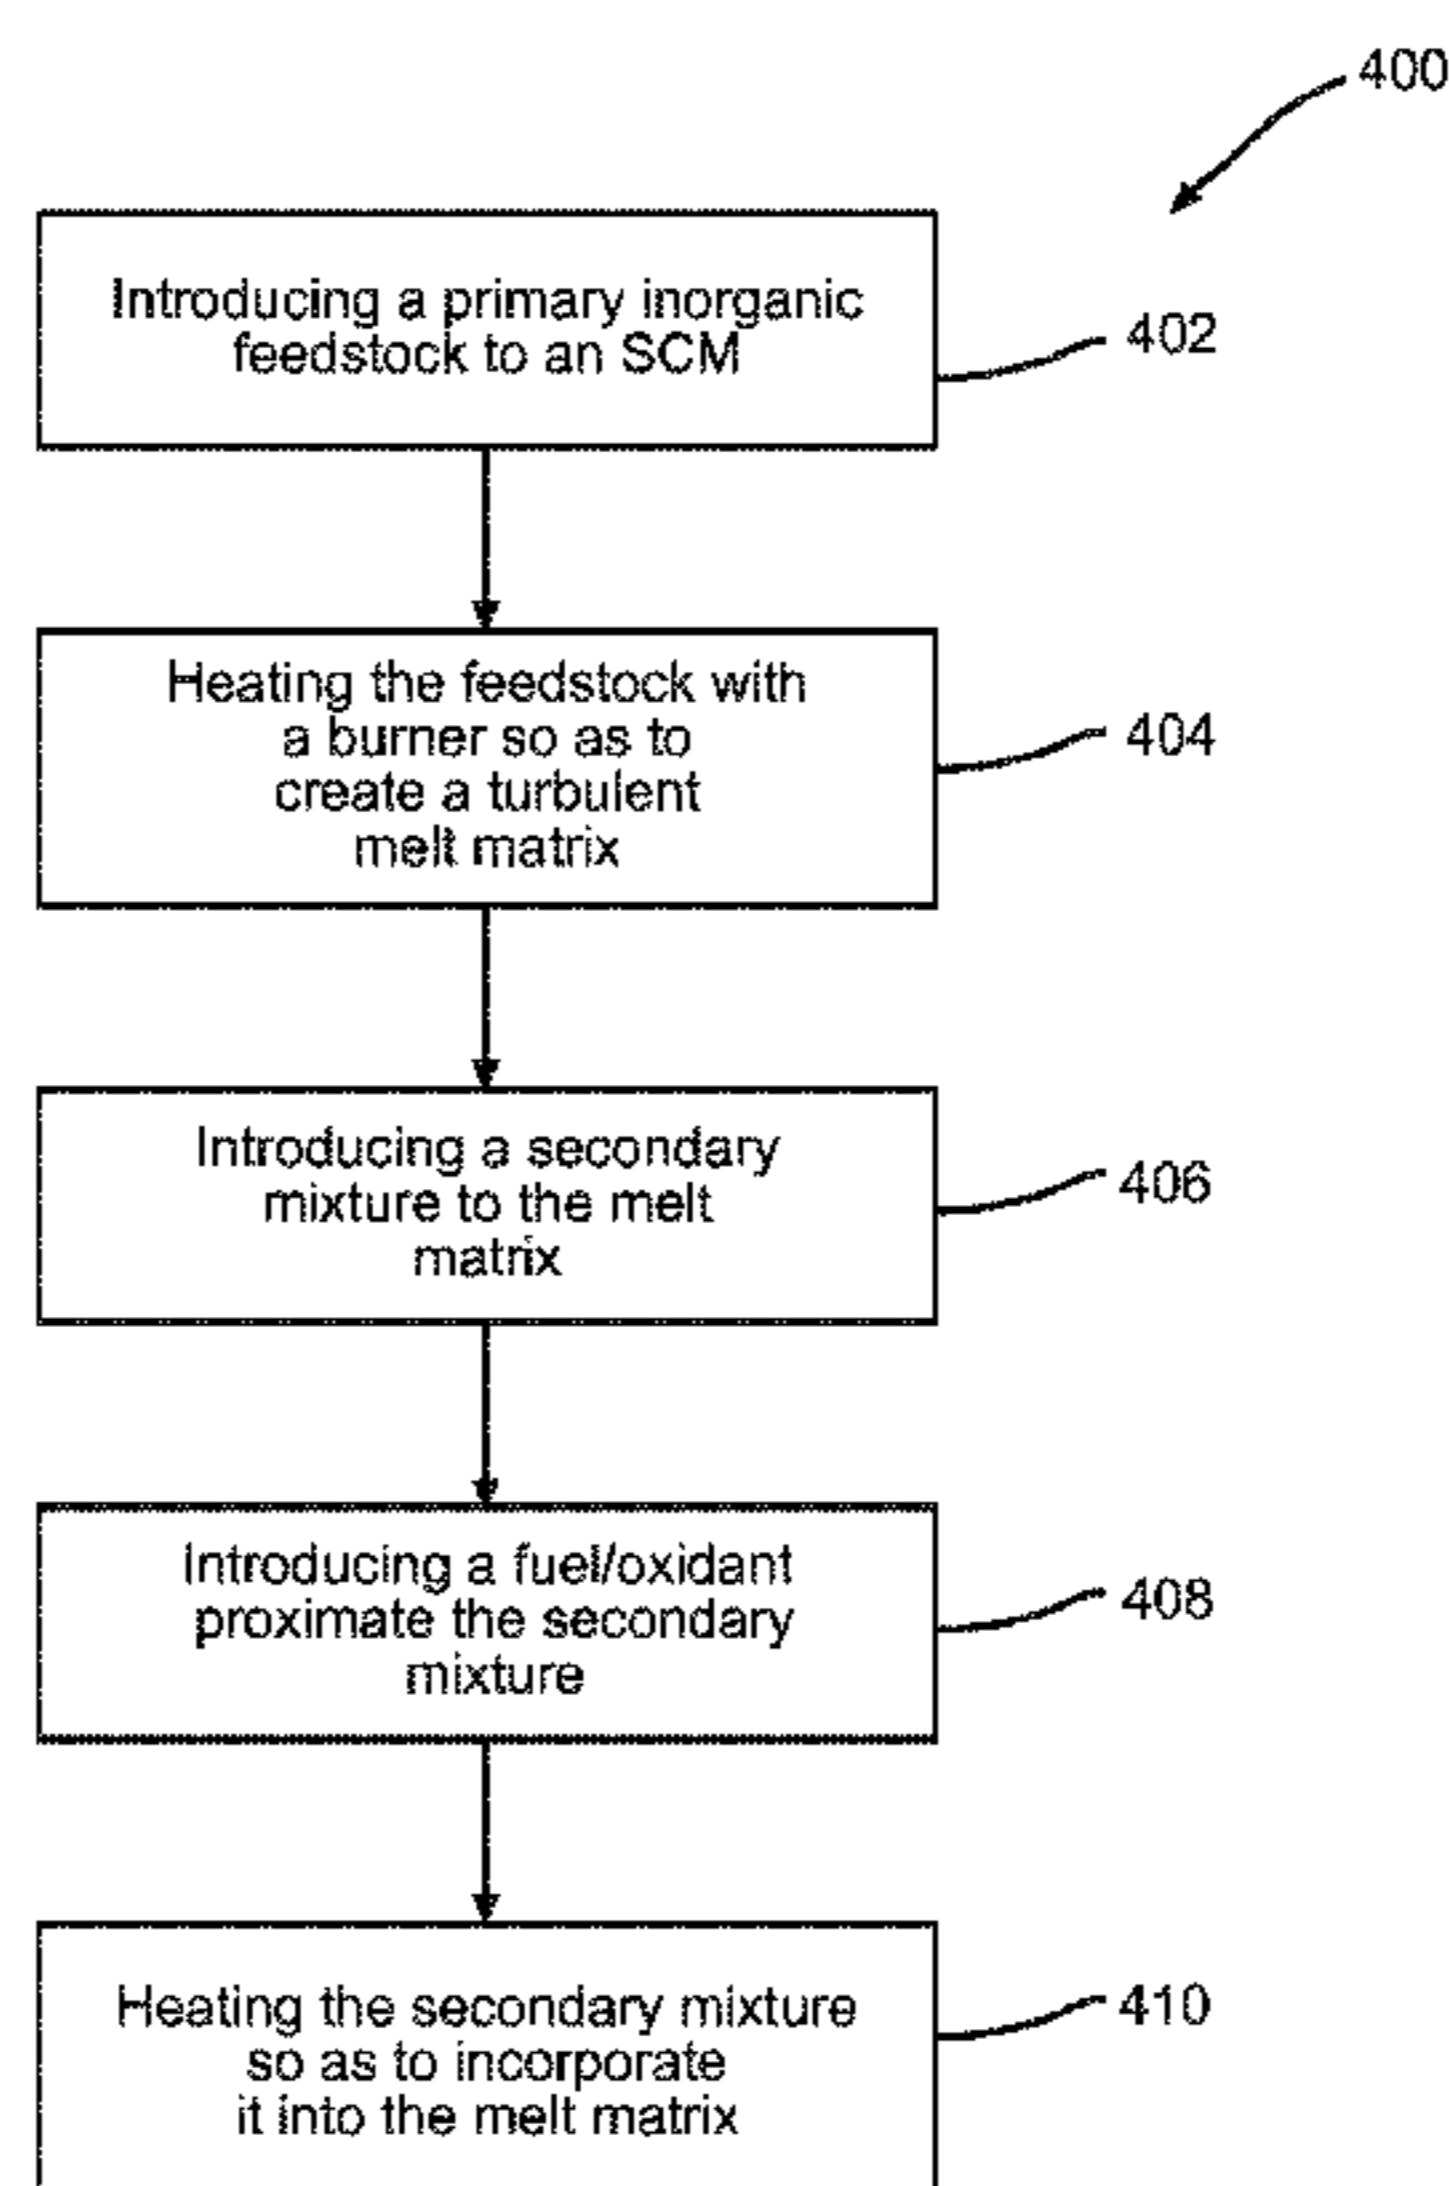 400
Introducing a primary inorganic
feedstock to an SCM
402
Heating the feedstock with
a burner so as to
create a turbulent
melt matrix
404
Introducing a secondary
mixture to the melt
matrix
406
Introducing a fuel/oxidant
proximate the secondary
mixture
408
Heating the secondary mixture
so as to incorporate
it into the melt matrix
410